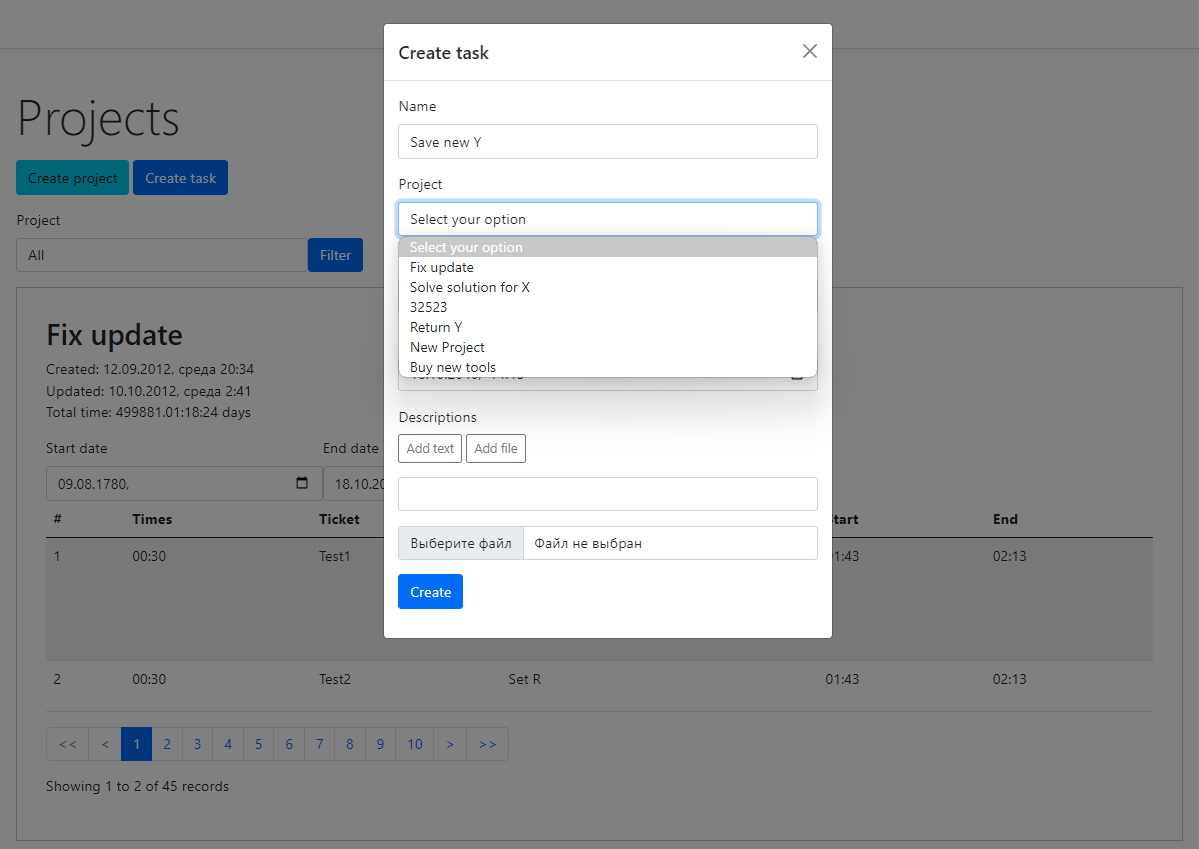 Create task
Name
Save new Y
Project
Select your option
Select your option
Fix update
Solve solution for X
32523
Return Y
New Project
Buy new tools
Descriptions
Add text Add file
Выберите файл Файл не выбран
Create
Projects
Create project Create task
Project
All Filter
Fix update
Created: 12.09.2012, среда 20:34
Updated: 10.10.2012, среда 2:41
Total time: 499881.01:18:24 days
Start date End date
09.08.1780, 18.10.20
# Times Ticket End
1 00:30 Test1 02:13
2 00:30 Test2 Set R 01:43 02:13
<< < 1 2 3 4 5 6 7 8 9 10 > >>
Showing 1 to 2 of 45 records